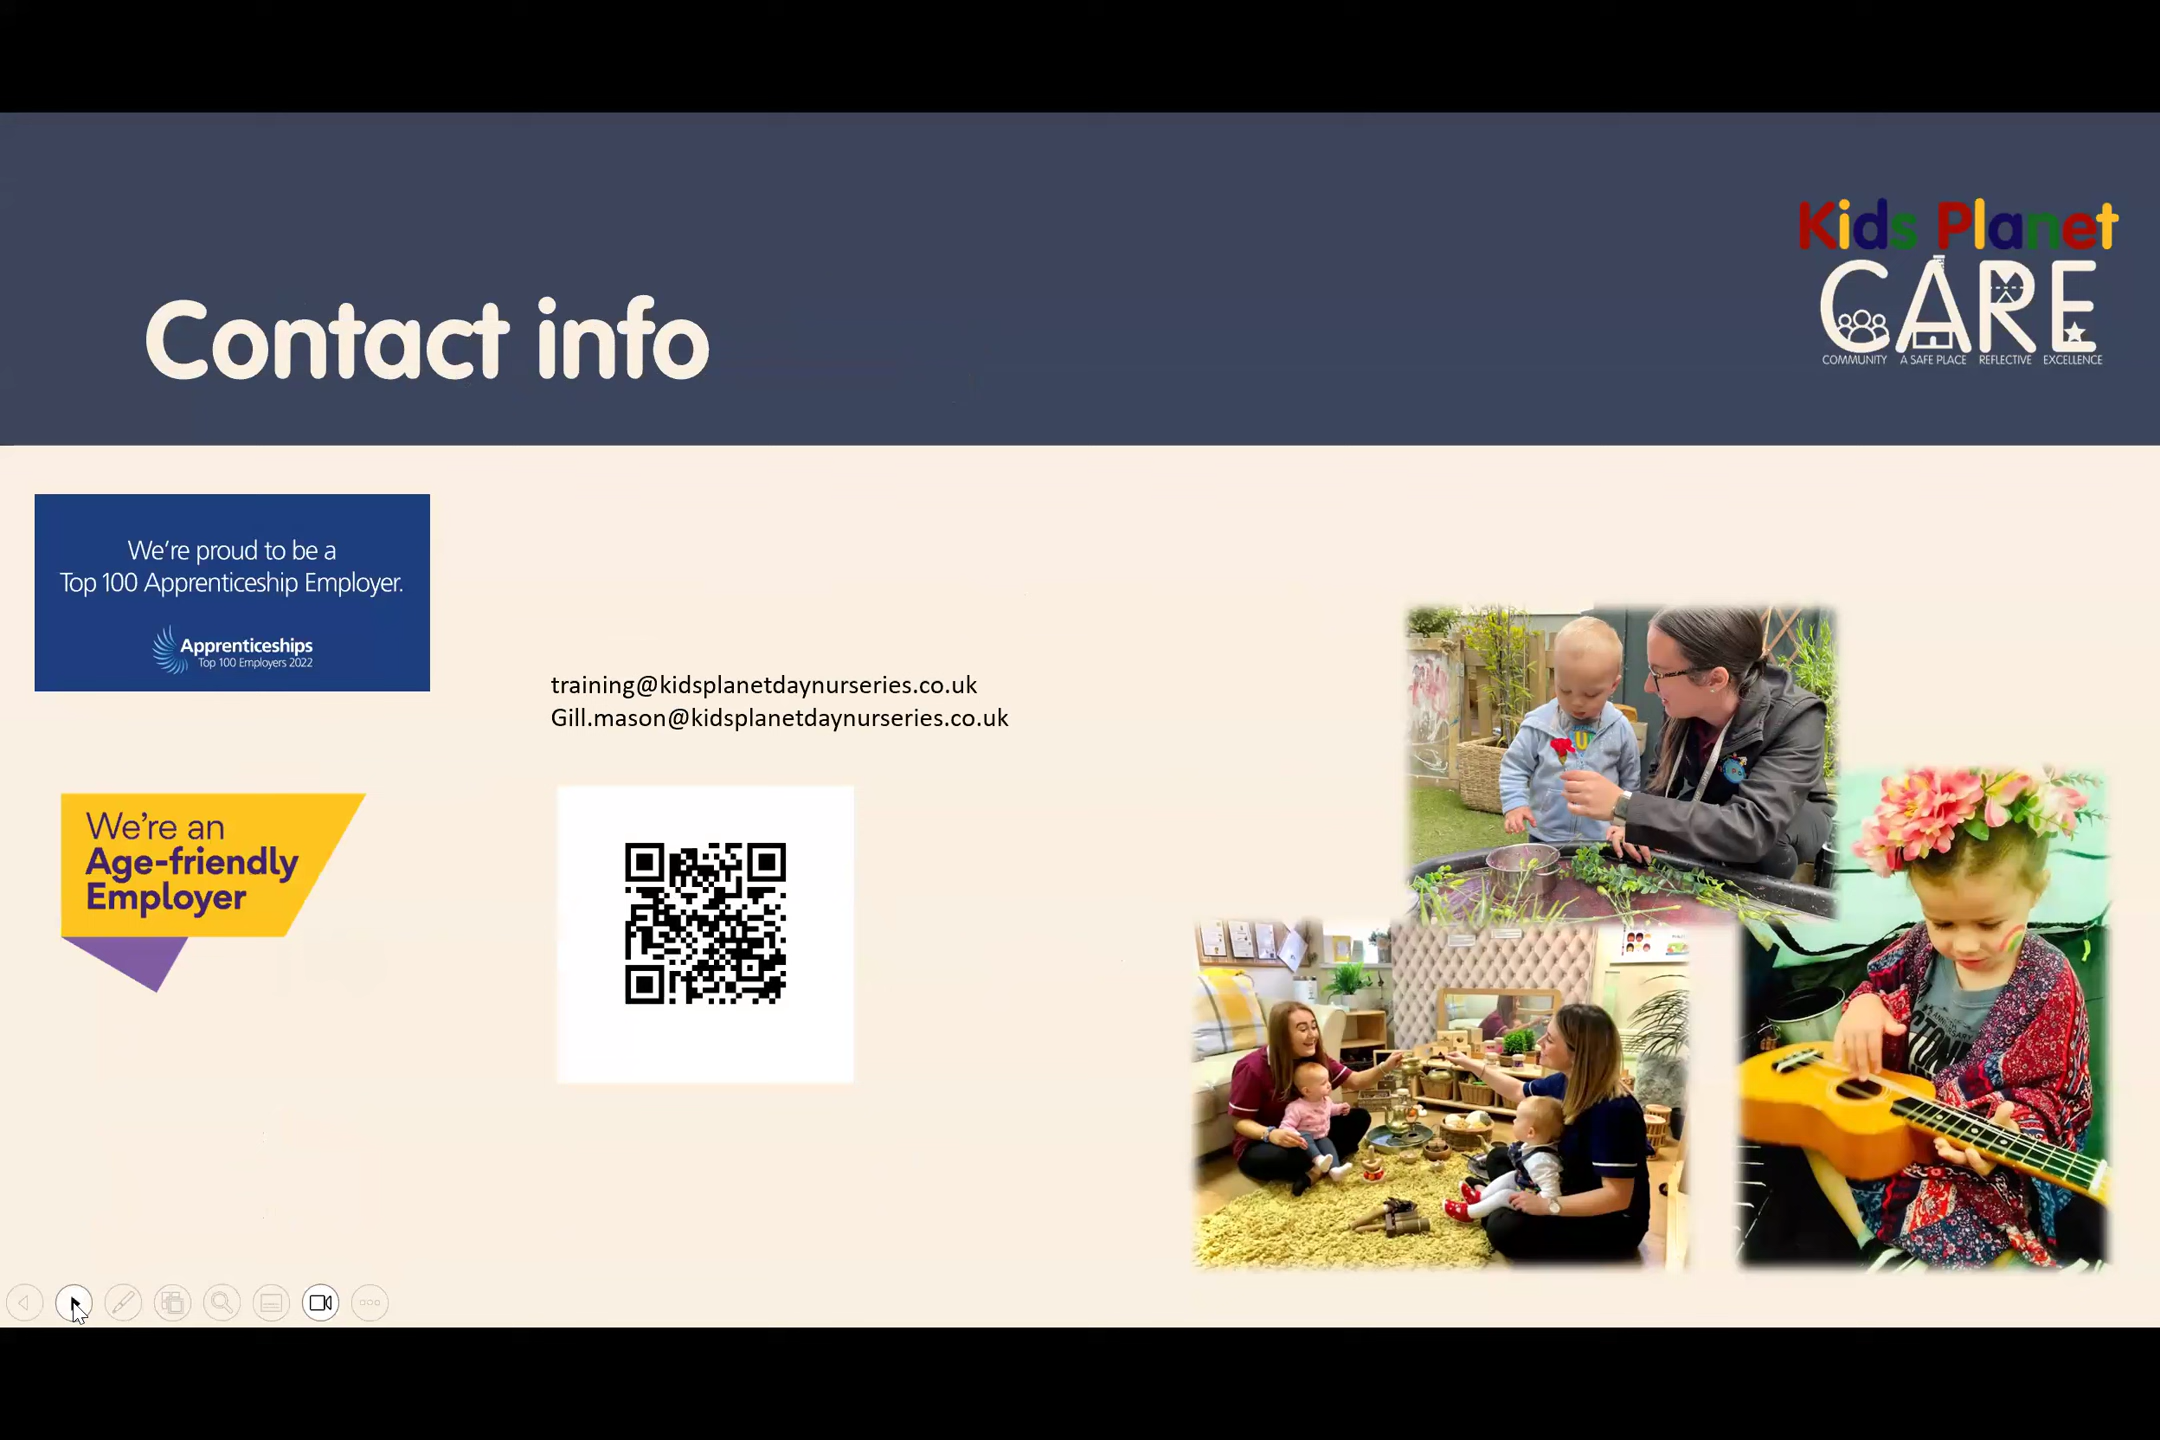 Contact info
Kids Planet
CARE
COMMUNITY A SAFE PLACE REFLECTIVE EXCELLENCE
We're proud to be a
Top 100 Apprenticeship Employer.
Apprenticeships
Top 100 Employers 2022
training@kidsplanetdaynurseries.co.uk
Gill.mason@kidsplanetdaynurseries.co.uk
We're an
Age-friendly
Employer